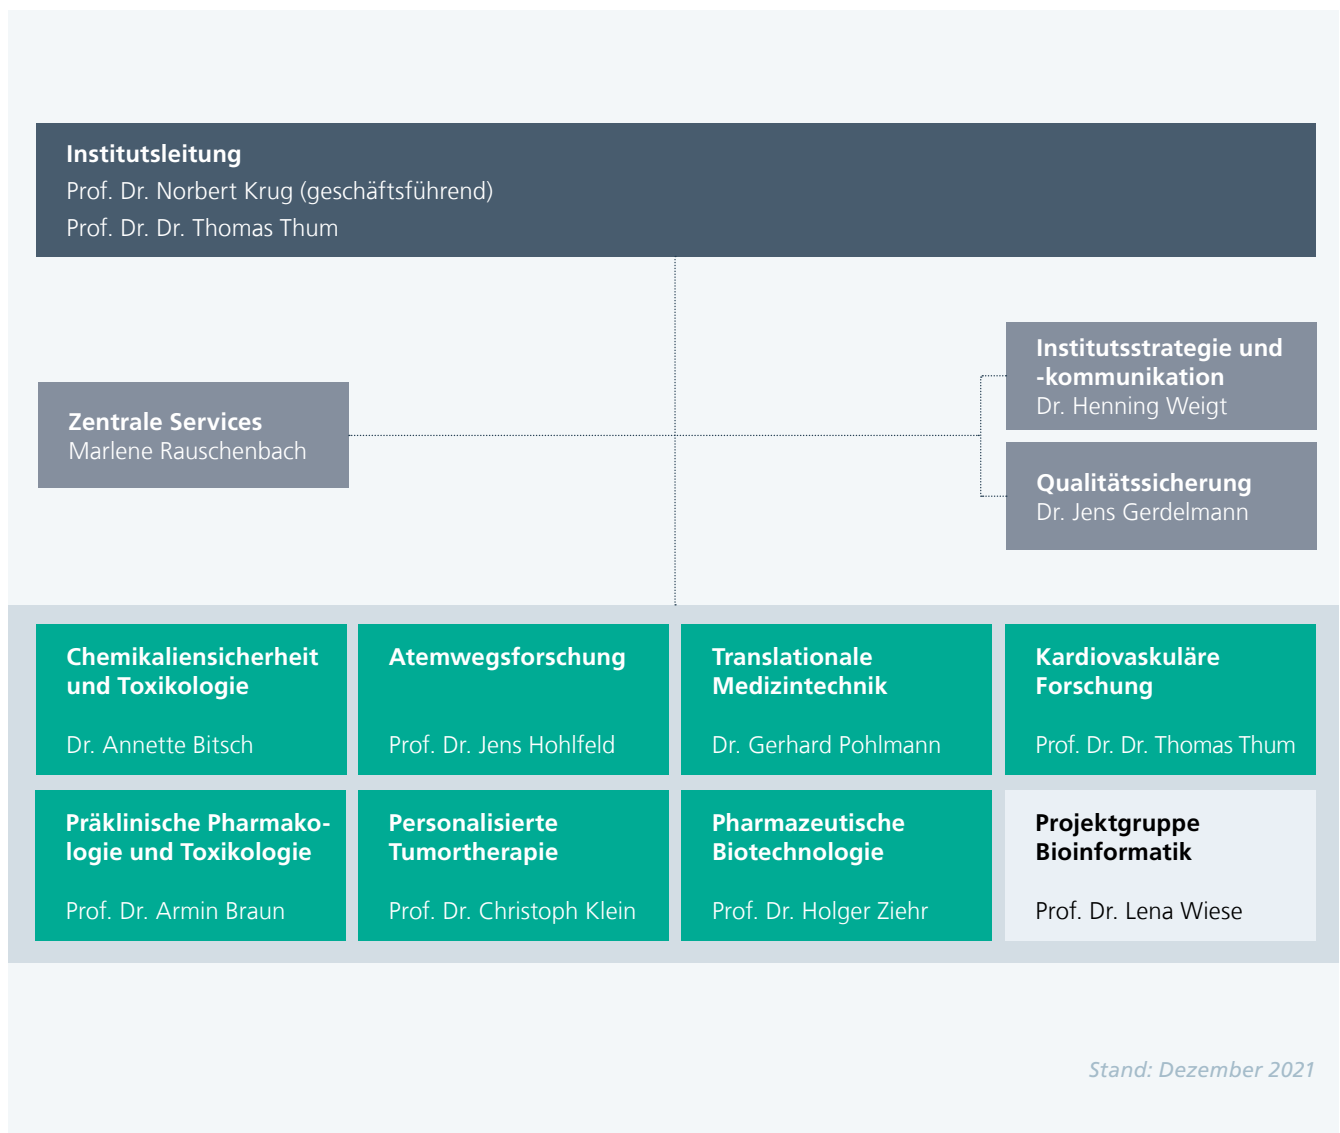 Institutsleitung
Prof. Dr. Norbert Krug (geschäftsführend)
Prof. Dr. Dr. Thomas Thum
Zentrale Services
Marlene Rauschenbach
Institutsstrategie und
-kommunikation
Dr. Henning Weigt
Qualitätssicherung
Dr. Jens Gerdelmann
Chemikaliensicherheit
und Toxikologie
Dr. Annette Bitsch
Atemwegsforschung
Prof. Dr. Jens Hohlfeld
Translationale
Medizintechnik
Dr. Gerhard Pohlmann
Kardiovaskuläre
Forschung
Prof. Dr. Dr. Thomas Thum
Präklinische Pharmako-
logie und Toxikologie
Prof. Dr. Armin Braun
Personalisierte
Tumortherapie
Prof. Dr. Christoph Klein
Pharmazeutische
Biotechnologie
Prof. Dr. Holger Ziehr
Projektgruppe
Bioinformatik
Prof. Dr. Lena Wiese
Stand: Dezember 2021